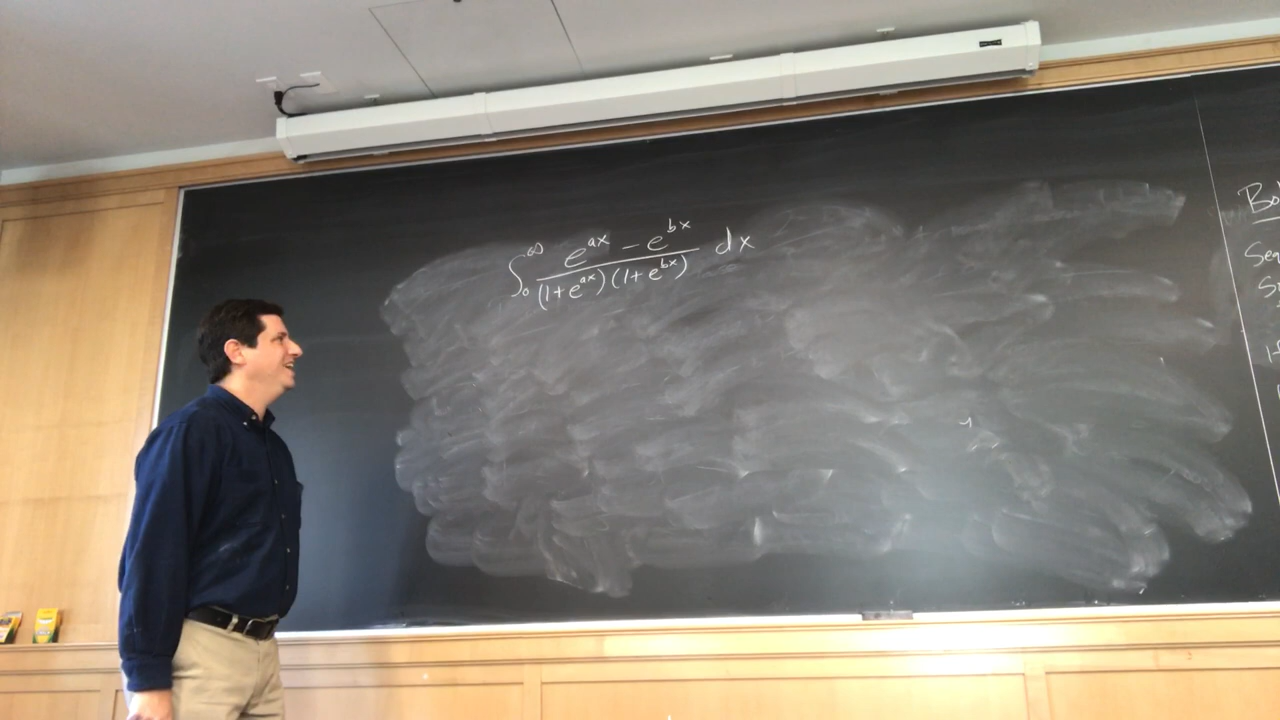 ∫₀^∞ (e^{ax} − e^{bx}) / ((1+e^{ax})(1+e^{bx})) dx